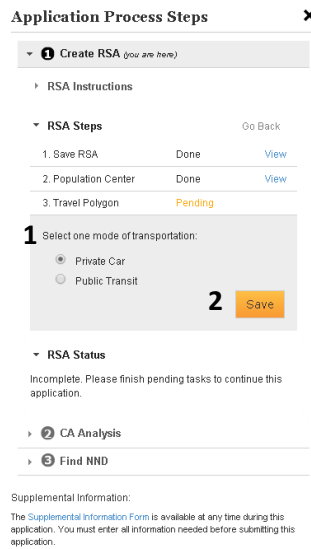 Application Process Steps ×
1 Create RSA (you are here)
RSA Instructions
RSA Steps Go Back
1. Save RSA Done View
2. Population Center Done View
3. Travel Polygon Pending
1 Select one mode of transportation:
Private Car
Public Transit
2 Save
RSA Status
Incomplete. Please finish pending tasks to continue this
application.
2 CA Analysis
3 Find NND
Supplemental Information:
The Supplemental Information Form is available at any time during this
application. You must enter all information needed before submitting this
application.